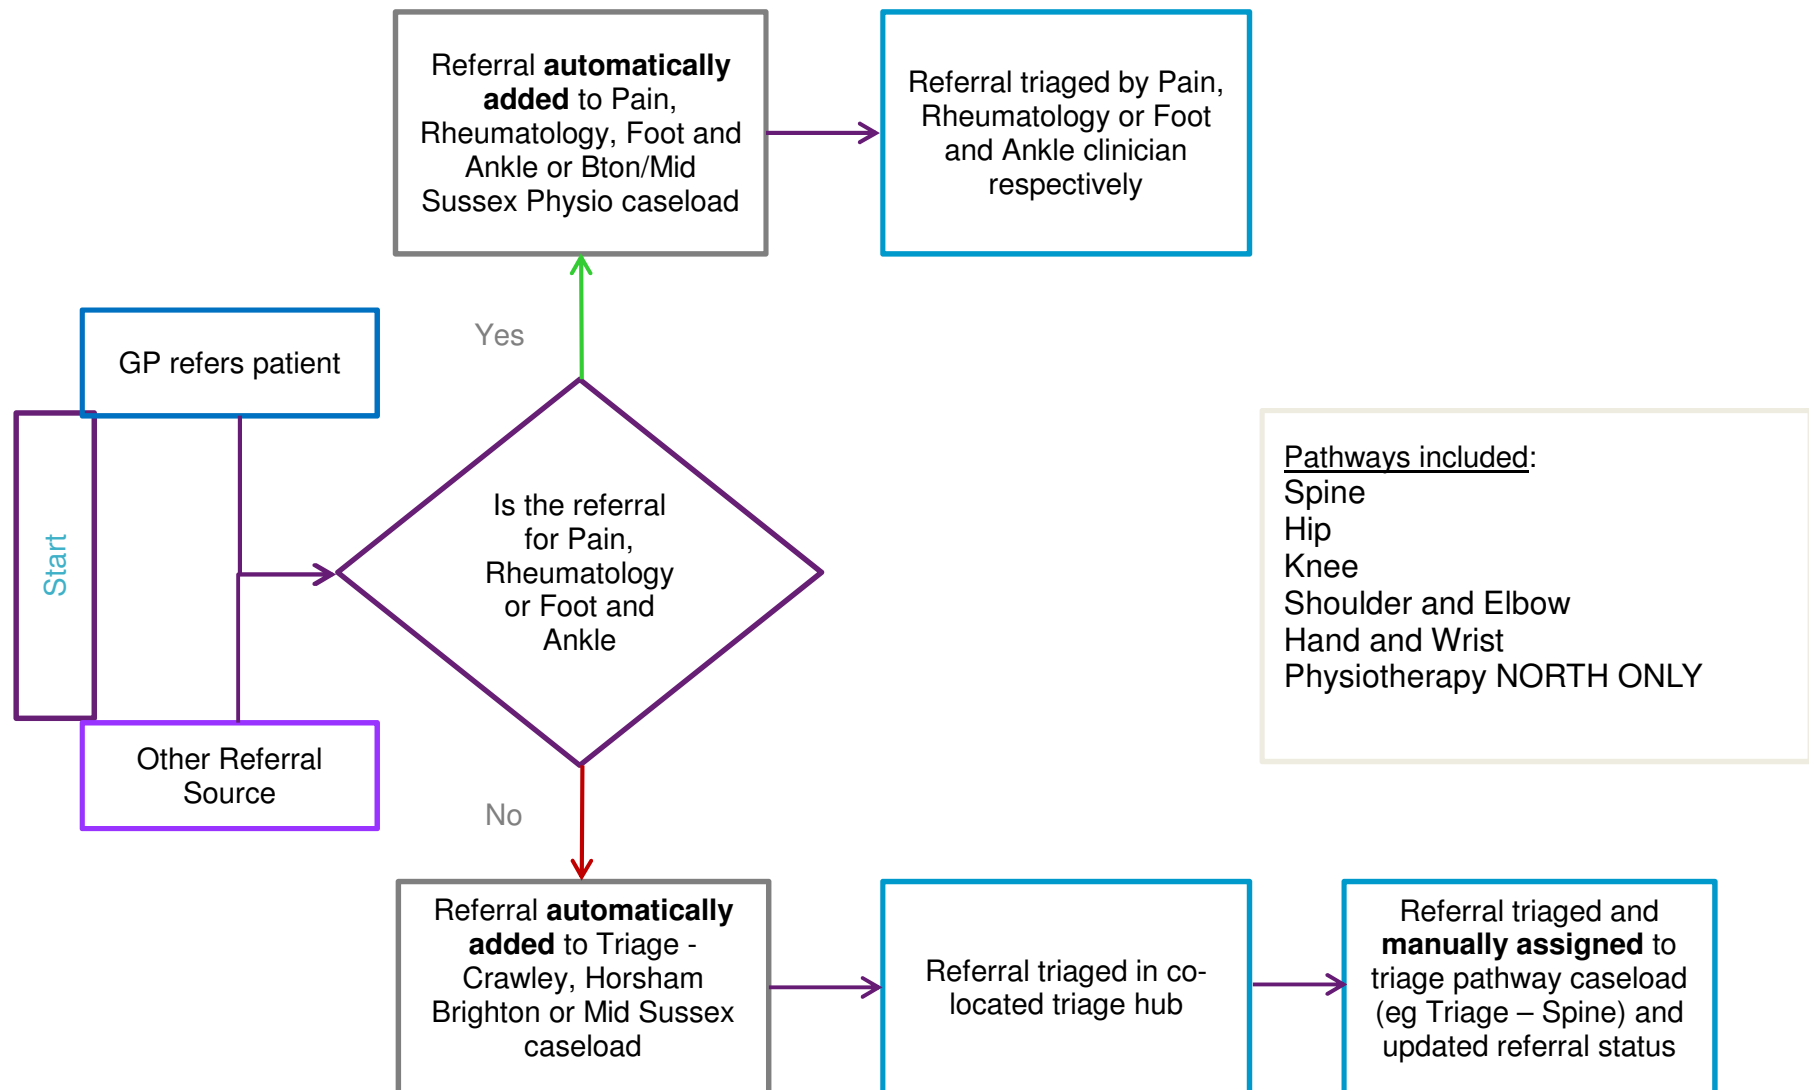 Referral automatically
added to Pain,
Rheumatology, Foot and
Ankle or Bton/Mid
Sussex Physio caseload
Referral triaged by Pain,
Rheumatology or Foot
and Ankle clinician
respectively
Yes
GP refers patient
Start
Is the referral
for Pain,
Rheumatology
or Foot and
Ankle
Pathways included:
Spine
Hip
Knee
Shoulder and Elbow
Hand and Wrist
Physiotherapy NORTH ONLY
Other Referral
Source
No
Referral automatically
added to Triage -
Crawley, Horsham
Brighton or Mid Sussex
caseload
Referral triaged in co-
located triage hub
Referral triaged and
manually assigned to
triage pathway caseload
(eg Triage – Spine) and
updated referral status